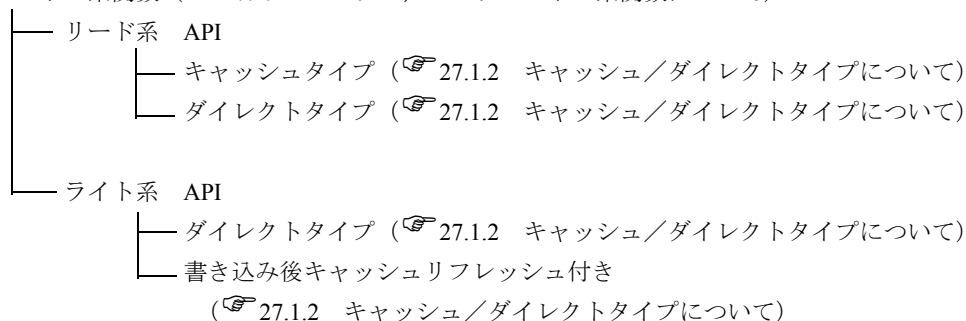 リード系 API
キャッシュタイプ（☞27.1.2 キャッシュ／ダイレクトタイプについて）
ダイレクトタイプ（☞27.1.2 キャッシュ／ダイレクトタイプについて）
ライト系 API
ダイレクトタイプ（☞27.1.2 キャッシュ／ダイレクトタイプについて）
書き込み後キャッシュリフレッシュ付き
（☞27.1.2 キャッシュ／ダイレクトタイプについて）